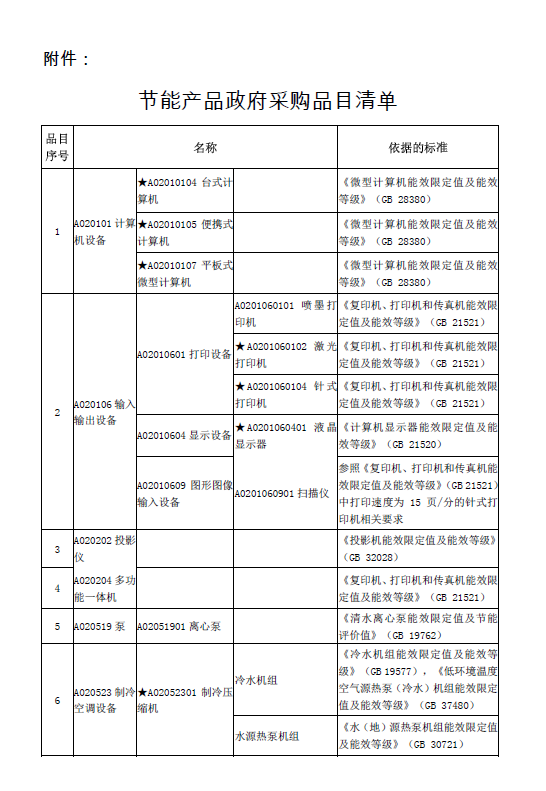 附件：
节能产品政府采购品目清单
品目
序号
名称
依据的标准
1
A020101 计算
机设备
★A02010104 台式计
算机
《微型计算机能效限定值及能效
等级》（GB 28380）
★A02010105 便携式
计算机
《微型计算机能效限定值及能效
等级》（GB 28380）
★A02010107 平板式
微型计算机
《微型计算机能效限定值及能效
等级》（GB 28380）
2
A020106 输入
输出设备
A02010601 打印设备
A0201060101 喷墨打
印机
《复印机、打印机和传真机能效限
定值及能效等级》（GB 21521）
★A0201060102 激光
打印机
《复印机、打印机和传真机能效限
定值及能效等级》（GB 21521）
★A0201060104 针式
打印机
《复印机、打印机和传真机能效限
定值及能效等级》（GB 21521）
A02010604 显示设备
★A0201060401 液晶
显示器
《计算机显示器能效限定值及能
效等级》（GB 21520）
A02010609 图形图像
输入设备
A0201060901 扫描仪
参照《复印机、打印机和传真机能
效限定值及能效等级》（GB 21521）
中打印速度为 15 页/分的针式打
印机相关要求
3
A020202 投影
仪
《投影机能效限定值及能效等级》
（GB 32028）
4
A020204 多功
能一体机
《复印机、打印机和传真机能效限
定值及能效等级》（GB 21521）
5
A020519 泵
A02051901 离心泵
《清水离心泵能效限定值及节能
评价值》（GB 19762）
6
A020523 制冷
空调设备
★A02052301 制冷压
缩机
冷水机组
《冷水机组能效限定值及能效等
级》（GB 19577），《低环境温度
空气源热泵（冷水）机组能效限定
值及能效等级》（GB 37480）
水源热泵机组
《水（地）源热泵机组能效限定值
及能效等级》（GB 30721）